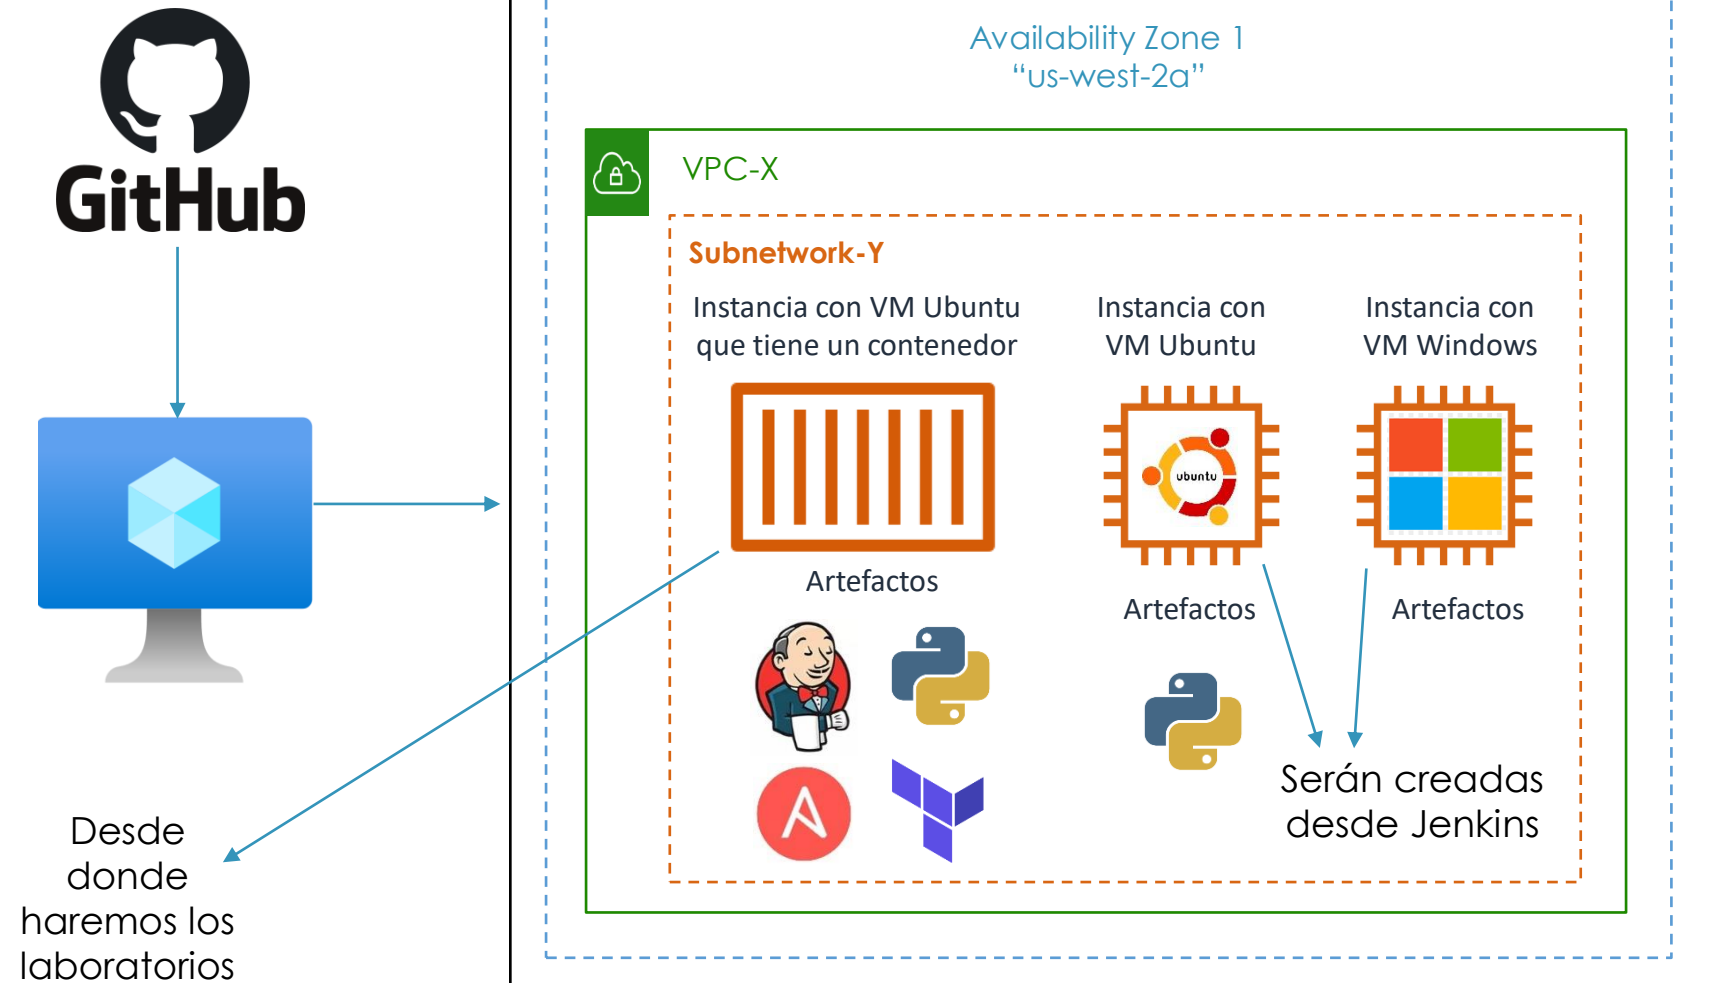 GitHub
Desde
donde
haremos los
laboratorios
Availability Zone 1
“us-west-2a”
VPC-X
Subnetwork-Y
Instancia con VM Ubuntu
que tiene un contenedor
Artefactos
Instancia con
VM Ubuntu
ubuntu
Artefactos
Instancia con
VM Windows
Artefactos
Serán creadas
desde Jenkins